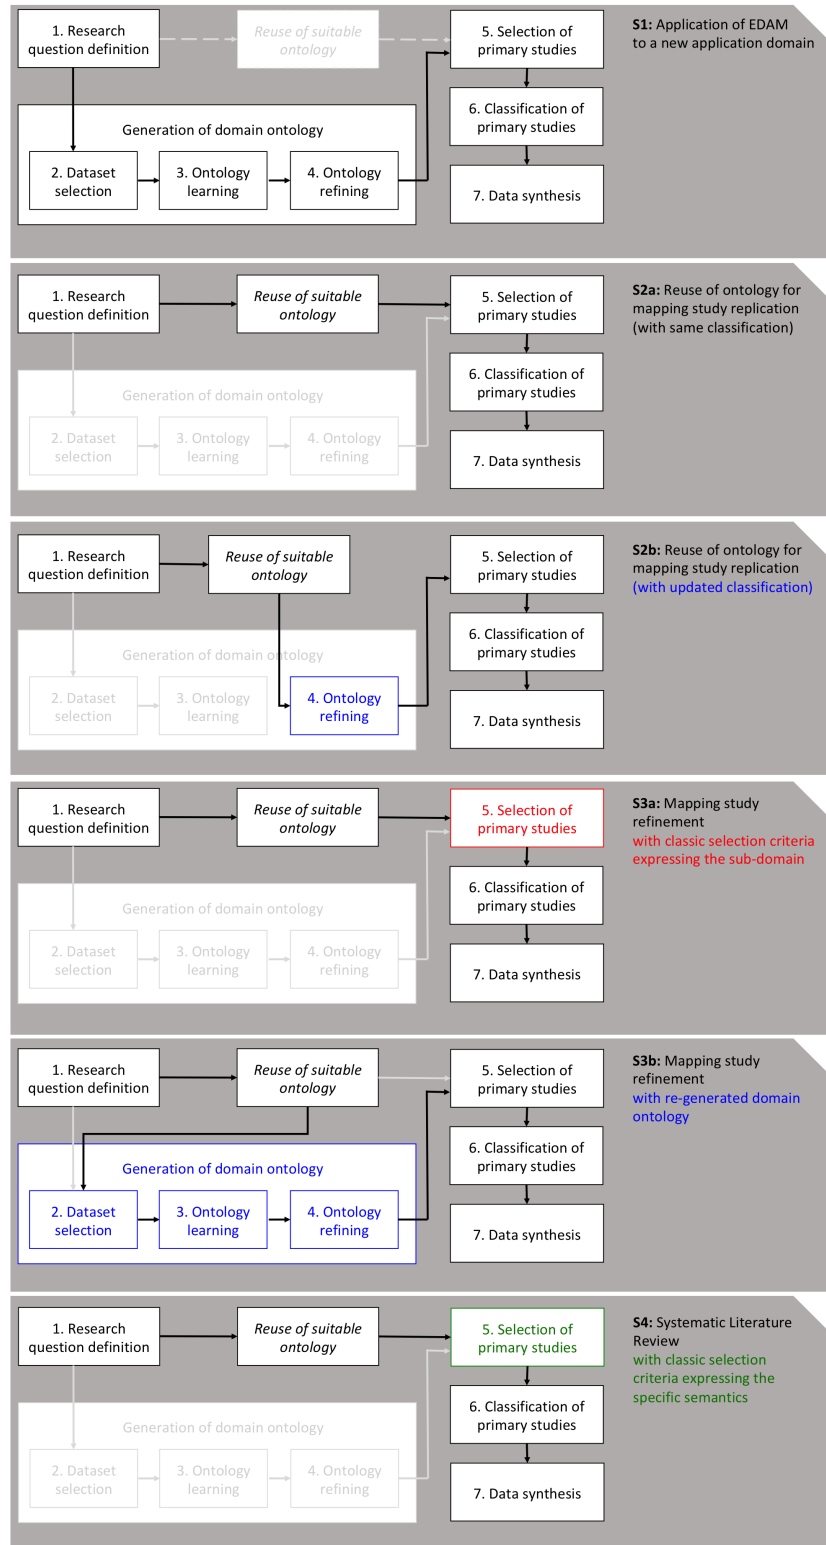 1. Research
question definition
Reuse of suitable
ontology
5. Selection of
primary studies
S1: Application of EDAM
to a new application domain
6. Classification of
primary studies
Generation of domain ontology
2. Dataset
selection
3. Ontology
learning
4. Ontology
refining
7. Data synthesis
1. Research
question definition
Reuse of suitable
ontology
5. Selection of
primary studies
S2a: Reuse of ontology for
mapping study replication
(with same classification)
6. Classification of
primary studies
Generation of domain ontology
2. Dataset
selection
3. Ontology
learning
4. Ontology
refining
7. Data synthesis
1. Research
question definition
Reuse of suitable
ontology
5. Selection of
primary studies
S2b: Reuse of ontology for
mapping study replication
(with updated classification)
6. Classification of
primary studies
Generation of domain ontology
2. Dataset
selection
3. Ontology
learning
4. Ontology
refining
7. Data synthesis
1. Research
question definition
Reuse of suitable
ontology
5. Selection of
primary studies
S3a: Mapping study
refinement
with classic selection criteria
expressing the sub-domain
6. Classification of
primary studies
Generation of domain ontology
2. Dataset
selection
3. Ontology
learning
4. Ontology
refining
7. Data synthesis
1. Research
question definition
Reuse of suitable
ontology
5. Selection of
primary studies
S3b: Mapping study
refinement
with re-generated domain
ontology
6. Classification of
primary studies
Generation of domain ontology
2. Dataset
selection
3. Ontology
learning
4. Ontology
refining
7. Data synthesis
1. Research
question definition
Reuse of suitable
ontology
5. Selection of
primary studies
S4: Systematic Literature
Review
with classic selection
criteria expressing the
specific semantics
6. Classification of
primary studies
Generation of domain ontology
2. Dataset
selection
3. Ontology
learning
4. Ontology
refining
7. Data synthesis